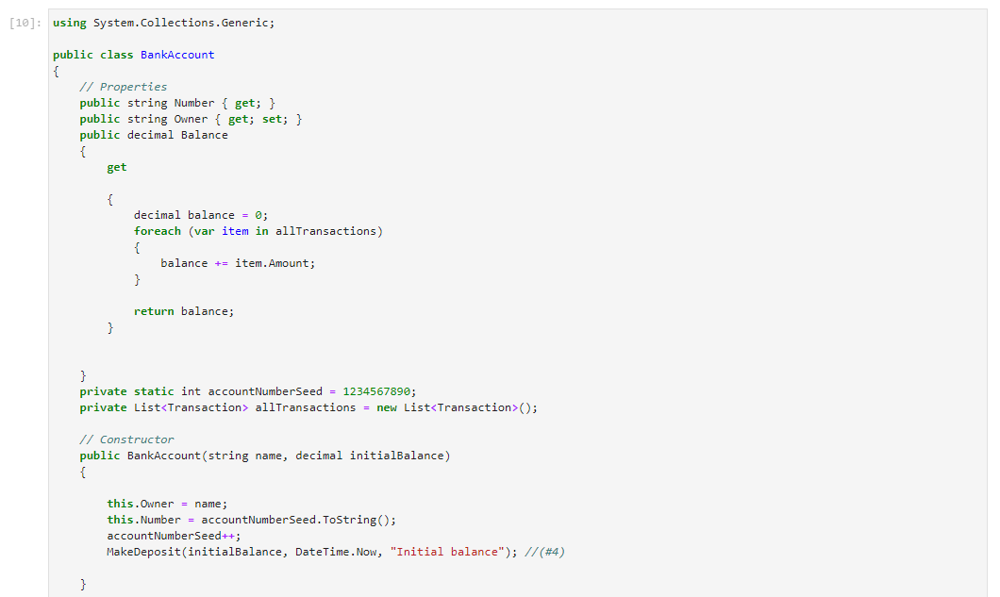 [10]: using System.Collections.Generic;
public class BankAccount
{
// Properties
public string Number { get; }
public string Owner { get; set; }
public decimal Balance
{
get
{
decimal balance = 0;
foreach (var item in allTransactions)
{
balance += item.Amount;
}
return balance;
}
}
private static int accountNumberSeed = 1234567890;
private List<Transaction> allTransactions = new List<Transaction>();
// Constructor
public BankAccount(string name, decimal initialBalance)
{
this.Owner = name;
this.Number = accountNumberSeed.ToString();
accountNumberSeed++;
MakeDeposit(initialBalance, DateTime.Now, "Initial balance"); //(#4)
}